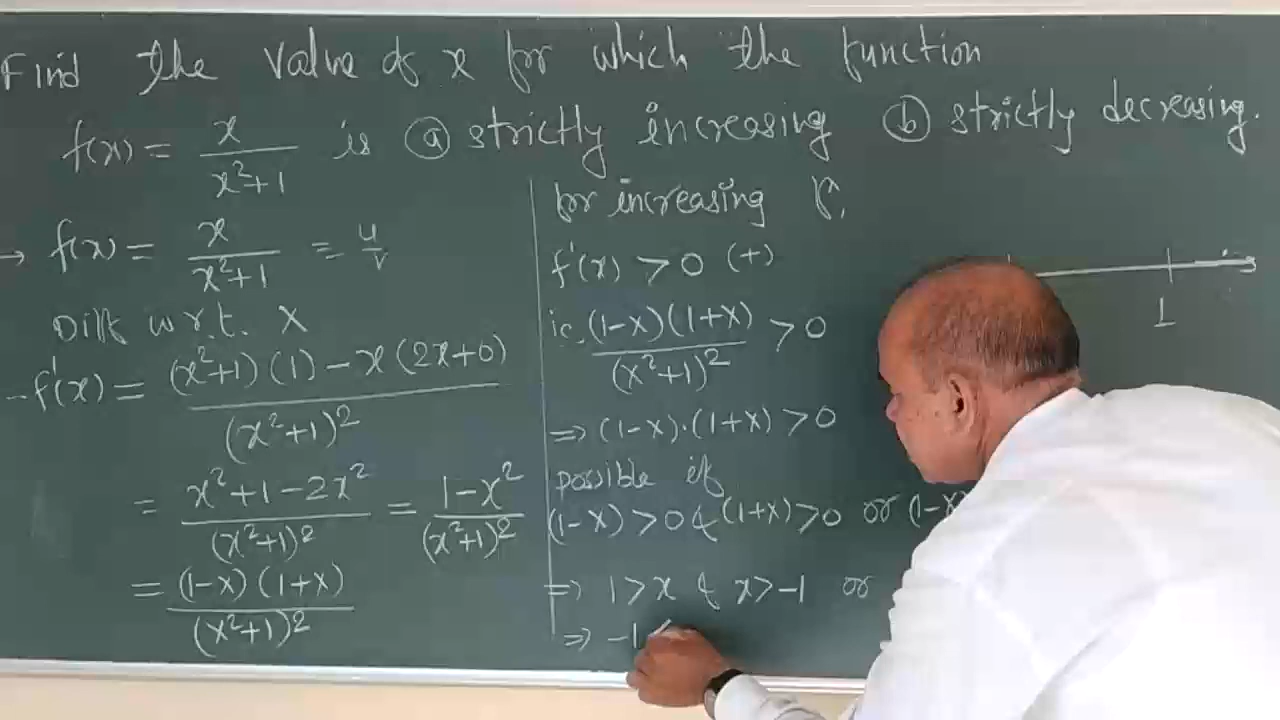 Find the value of x for which the function
f(x) = x/(x²+1) is (a) strictly increasing (b) strictly decreasing.
→ f(x) = x/(x²+1) = u/v
Diff w.r.t. x
f'(x) = (x²+1)(1) - x(2x+0)/(x²+1)²
= x²+1-2x²/(x²+1)² = 1-x²/(x²+1)²
= (1-x)(1+x)/(x²+1)²
for increasing
f'(x) > 0 (+)
ie (1-x)(1+x)/(x²+1)² > 0
⇒ (1-x).(1+x) > 0
possible if
(1-x) > 0 & (1+x) > 0 or (1-x)
⇒ 1 > x & x > -1 or
⇒ -1 <
1